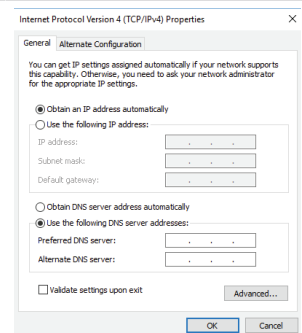 Internet Protocol Version 4 (TCP/IPv4) Properties
General
Alternate Configuration
You can get IP settings assigned automatically if your network supports
this capability. Otherwise, you need to ask your network administrator
for the appropriate IP settings.
Obtain an IP address automatically
Use the following IP address:
IP address:
Subnet mask:
Default gateway:
Obtain DNS server address automatically
Use the following DNS server addresses:
Preferred DNS server:
Alternate DNS server:
Validate settings upon exit
Advanced...
OK
Cancel